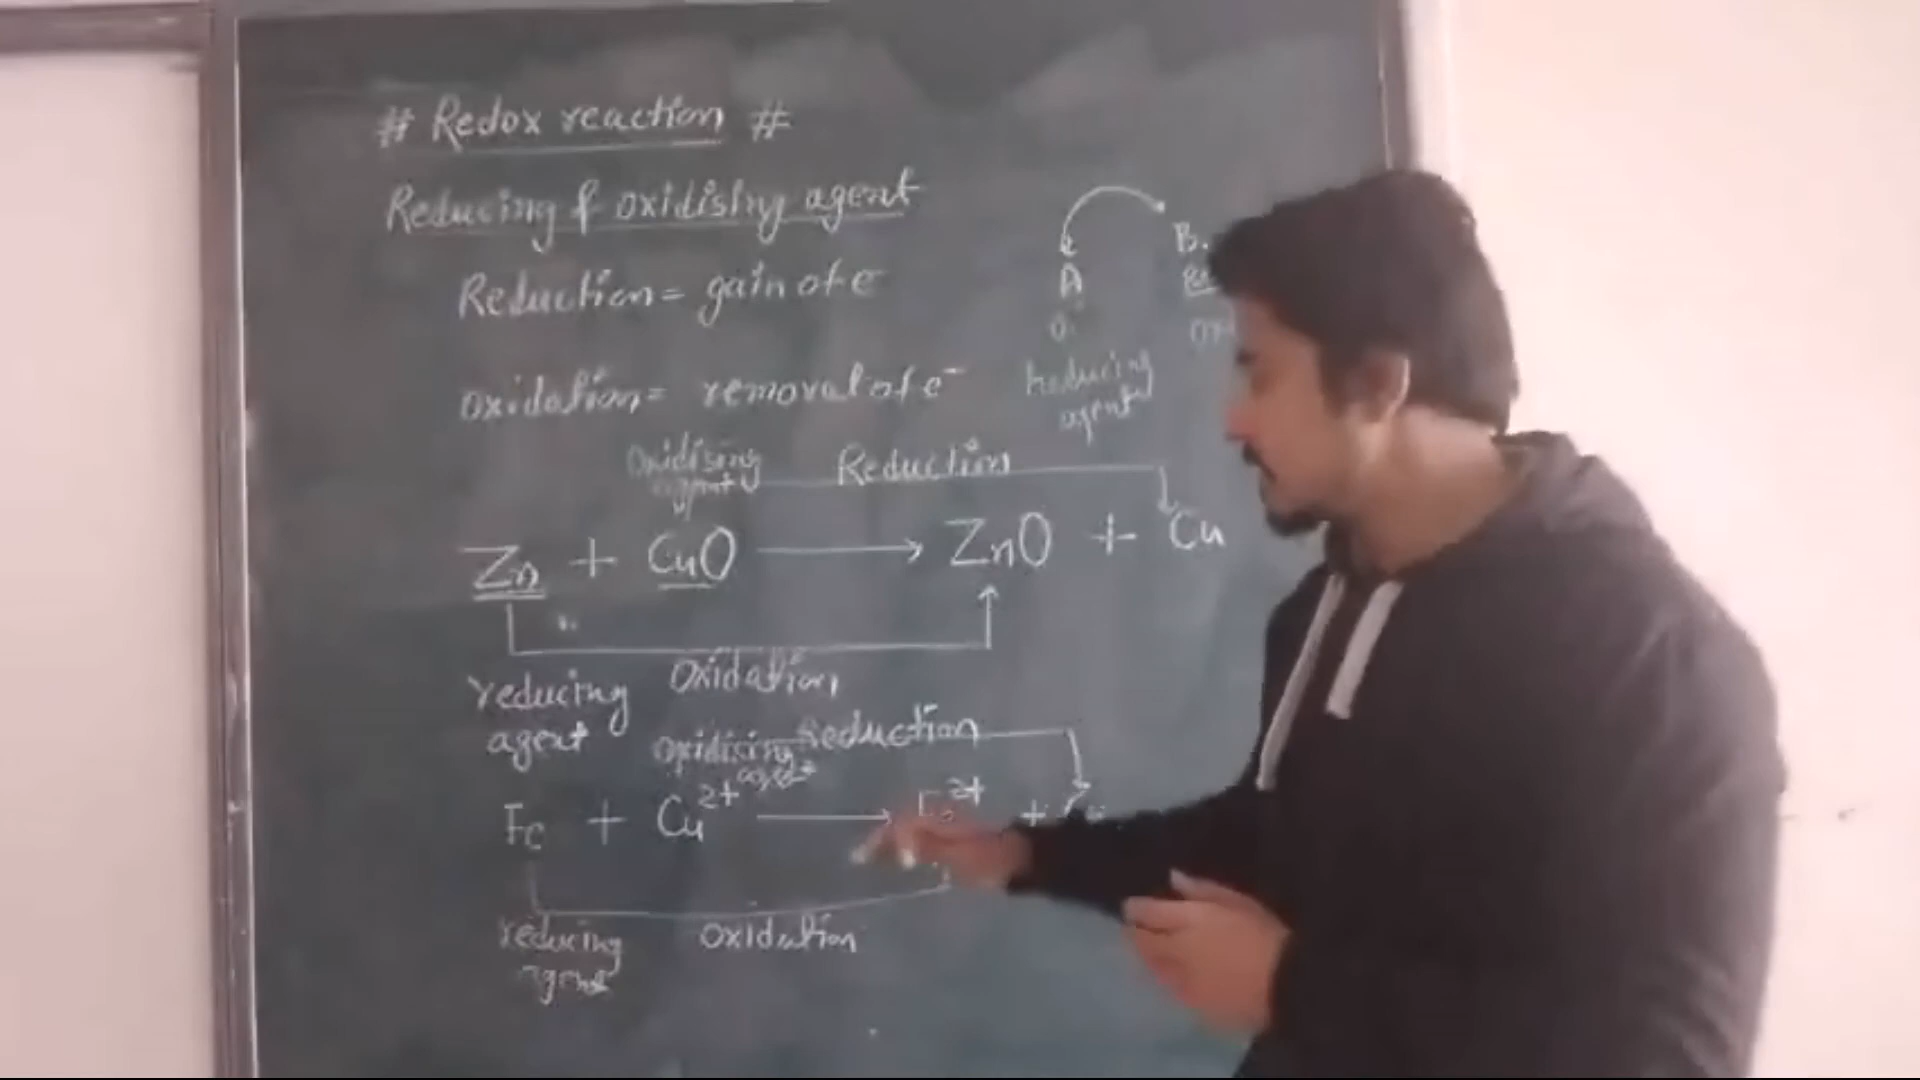 # Redox reaction #
Reducing & oxidising agent
Reduction = gain of e
oxidation = removal of e⁻
A
B.
reducing
agent
Oxidising
agent
Reduction
Zn + CuO → ZnO + Cu
Oxidation
reducing
agent
oxidising
agent
Reduction
Fe + Cu²⁺ → 2+ +
reducing
agent
oxidation